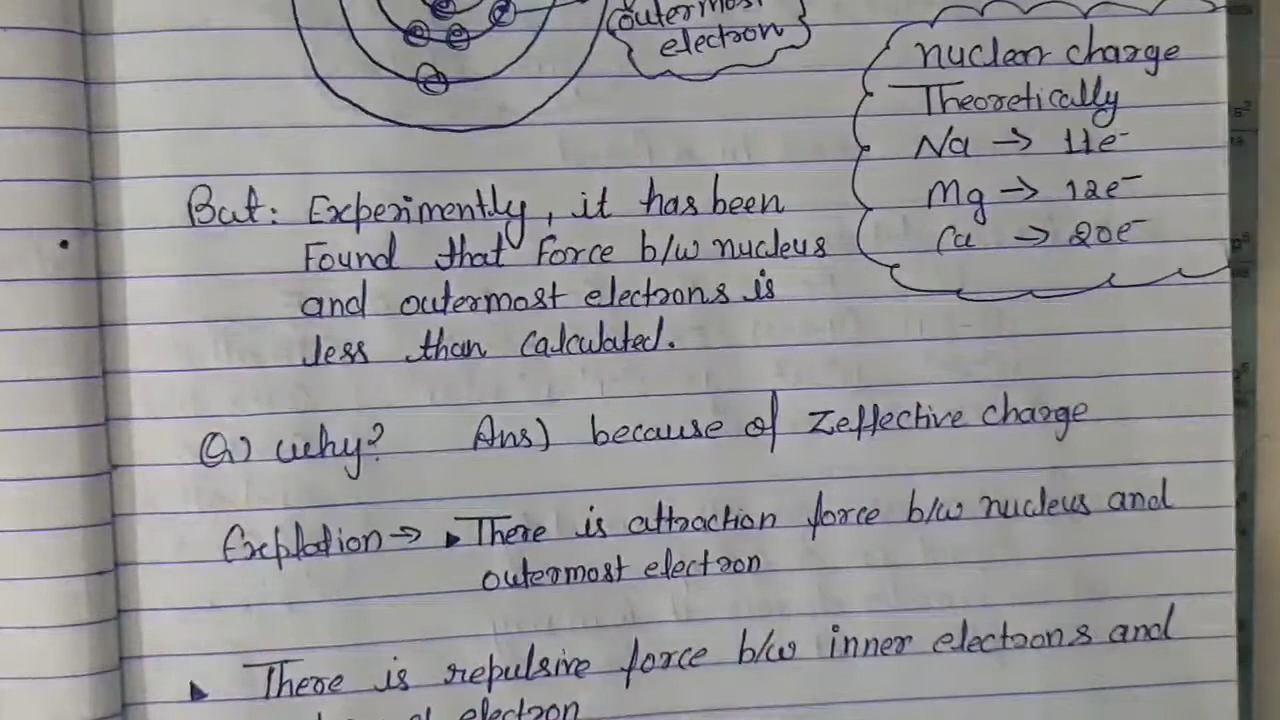 outermost
electron
nuclear charge
Theoretically
Na → 11e⁻
Mg → 12e⁻
Ca → 20e⁻
But: Experimently, it has been
Found that Force b/w nucleus
and outermost electrons is
less than calculated.
Q) why? Ans) because of Zeffective charge
Explation → ▸ There is attraction force b/w nucleus and
outermost electron
▸ There is repulsive force b/w inner electrons and
electron